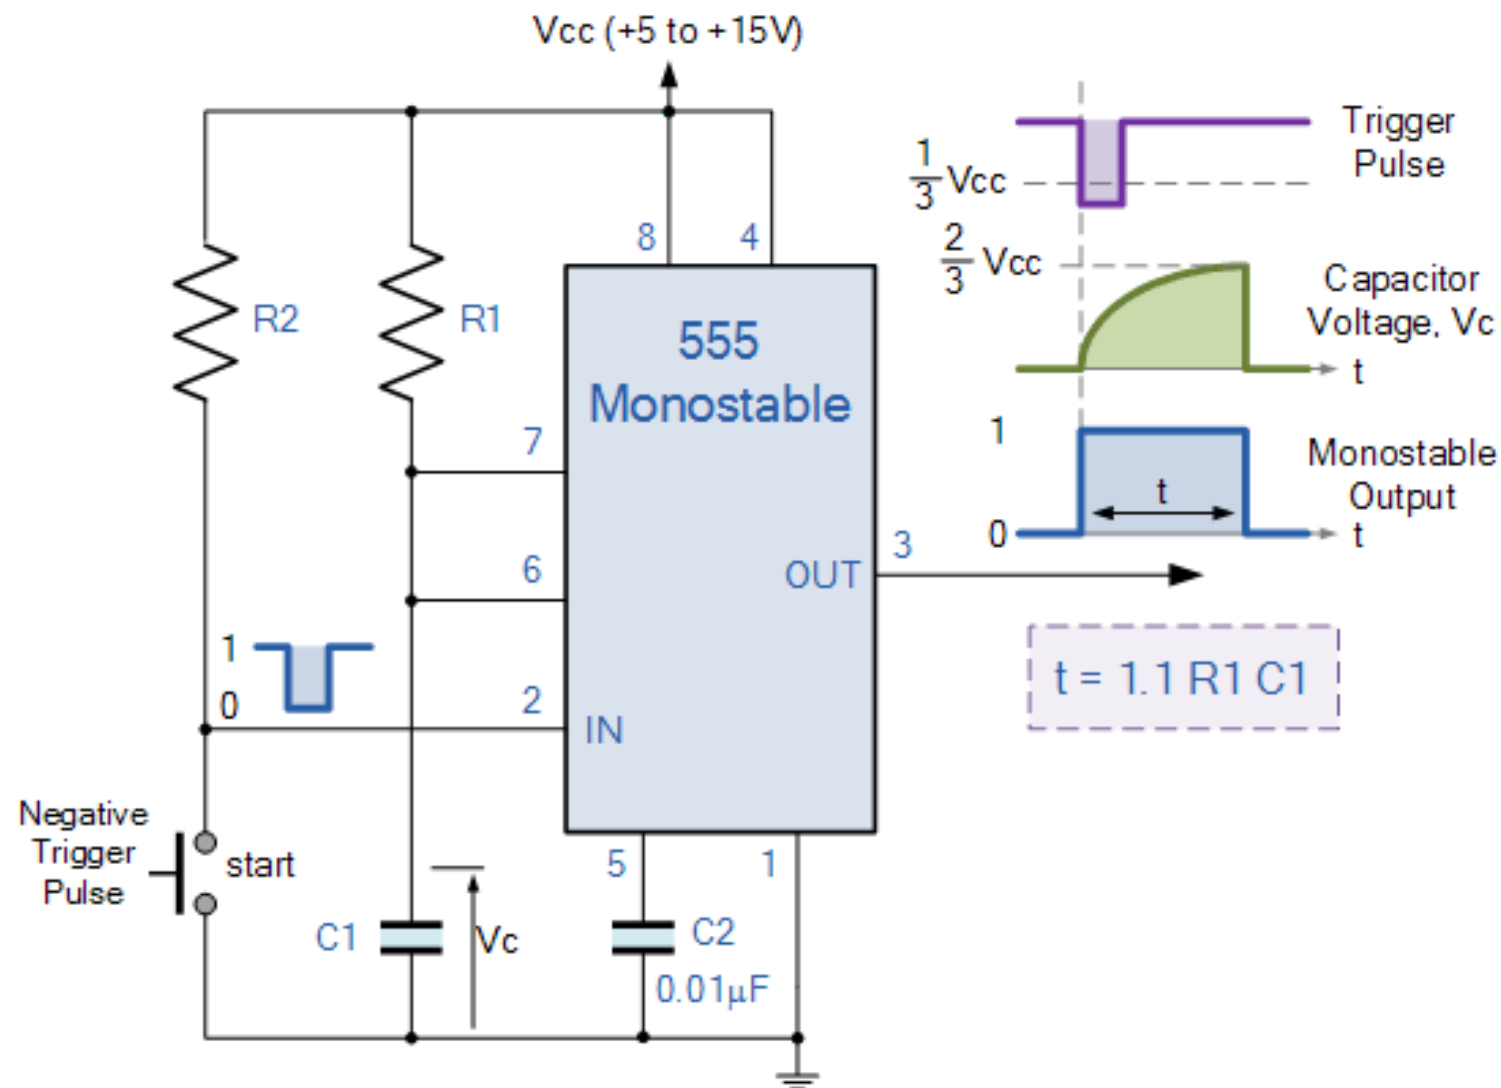 Vcc (+5 to +15V)
8
4
R2
R1
555
Monostable
7
6
2
IN
OUT
3
1
0
Negative
Trigger
Pulse
start
5
1
C1
Vc
C2
0.01µF
Trigger
Pulse
1/3 Vcc
2/3 Vcc
Capacitor
Voltage, Vc
t
1
Monostable
Output
t
0
t
t = 1.1 R1 C1